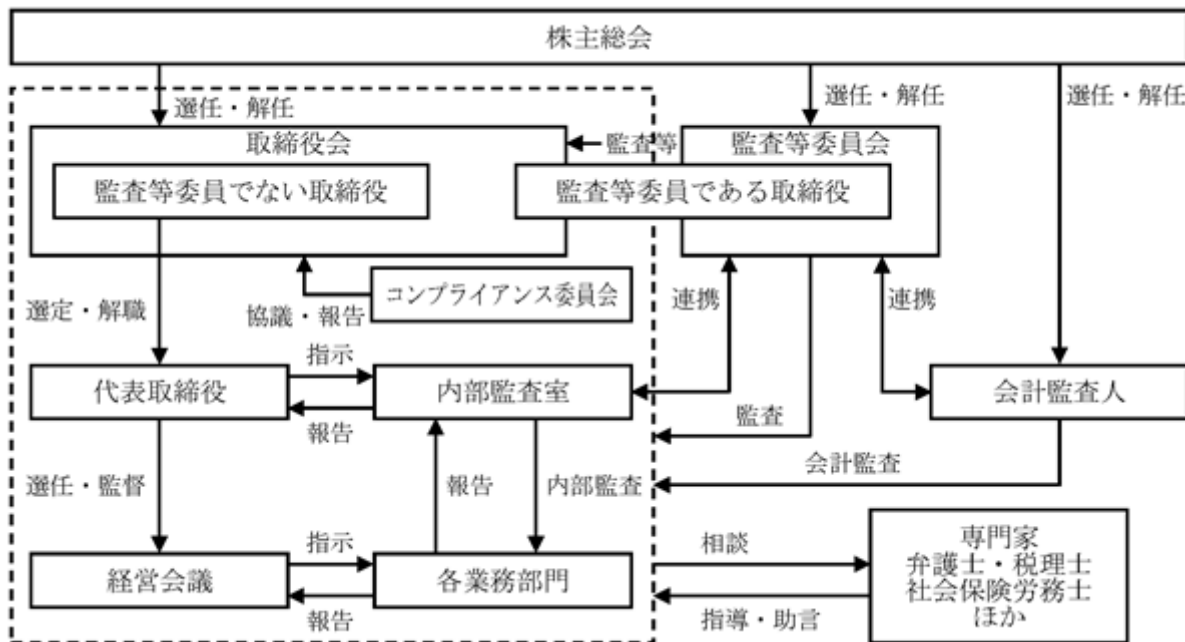 株主総会
選任・解任
選任・解任
選任・解任
取締役会
監査等
監査等委員会
監査等委員でない取締役
監査等委員である取締役
コンプライアンス委員会
協議・報告
選定・解職
連携
連携
指示
代表取締役
内部監査室
会計監査人
報告
監査
会計監査
選任・監督
報告
内部監査
指示
経営会議
各業務部門
報告
相談
専門家
弁護士・税理士
社会保険労務士
ほか
指導・助言